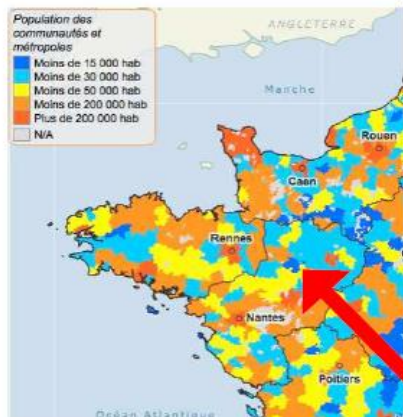 Population des
communautés et
métropoles
Moins de 15 000 hab
Moins de 30 000 hab
Moins de 50 000 hab
Moins de 200 000 hab
Plus de 200 000 hab
N/A
ANGLETERRE
Manche
Rouen
Caen
Rennes
Nantes
Poitiers
Océan Atlantique